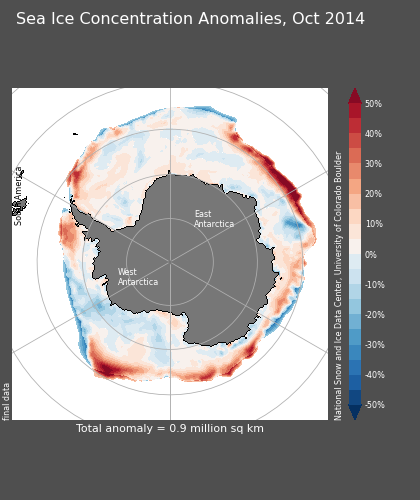 Sea Ice Concentration Anomalies, Oct 2014
South America
East
Antarctica
West
Antarctica
50%
40%
30%
20%
10%
0%
-10%
-20%
-30%
-40%
-50%
National Snow and Ice Data Center, University of Colorado Boulder
final data
Total anomaly = 0.9 million sq km